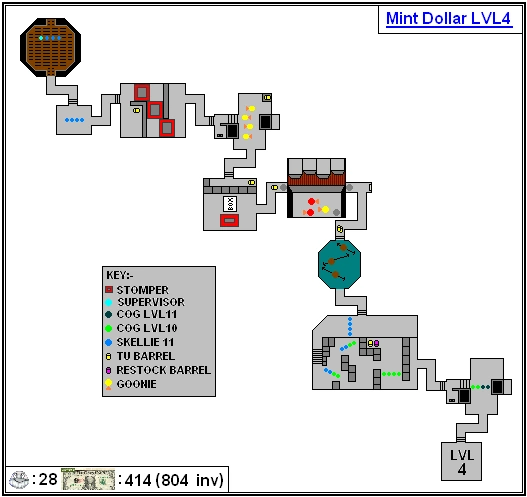 Mint Dollar LVL4
BOX
KEY:-
STOMPER
SUPERVISOR
COG LVL11
COG LVL10
SKELLIE 11
TU BARREL
RESTOCK BARREL
GOONIE
LVL
4
:28 :414 (804 inv)